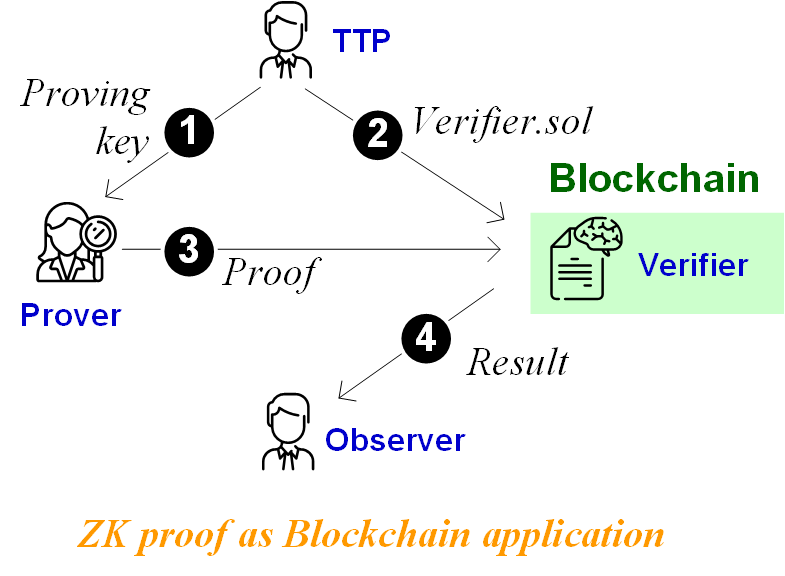 TTP
Proving
key
1
2
Verifier.sol
Blockchain
Verifier
3
Proof
Prover
4
Result
Observer
ZK proof as Blockchain application